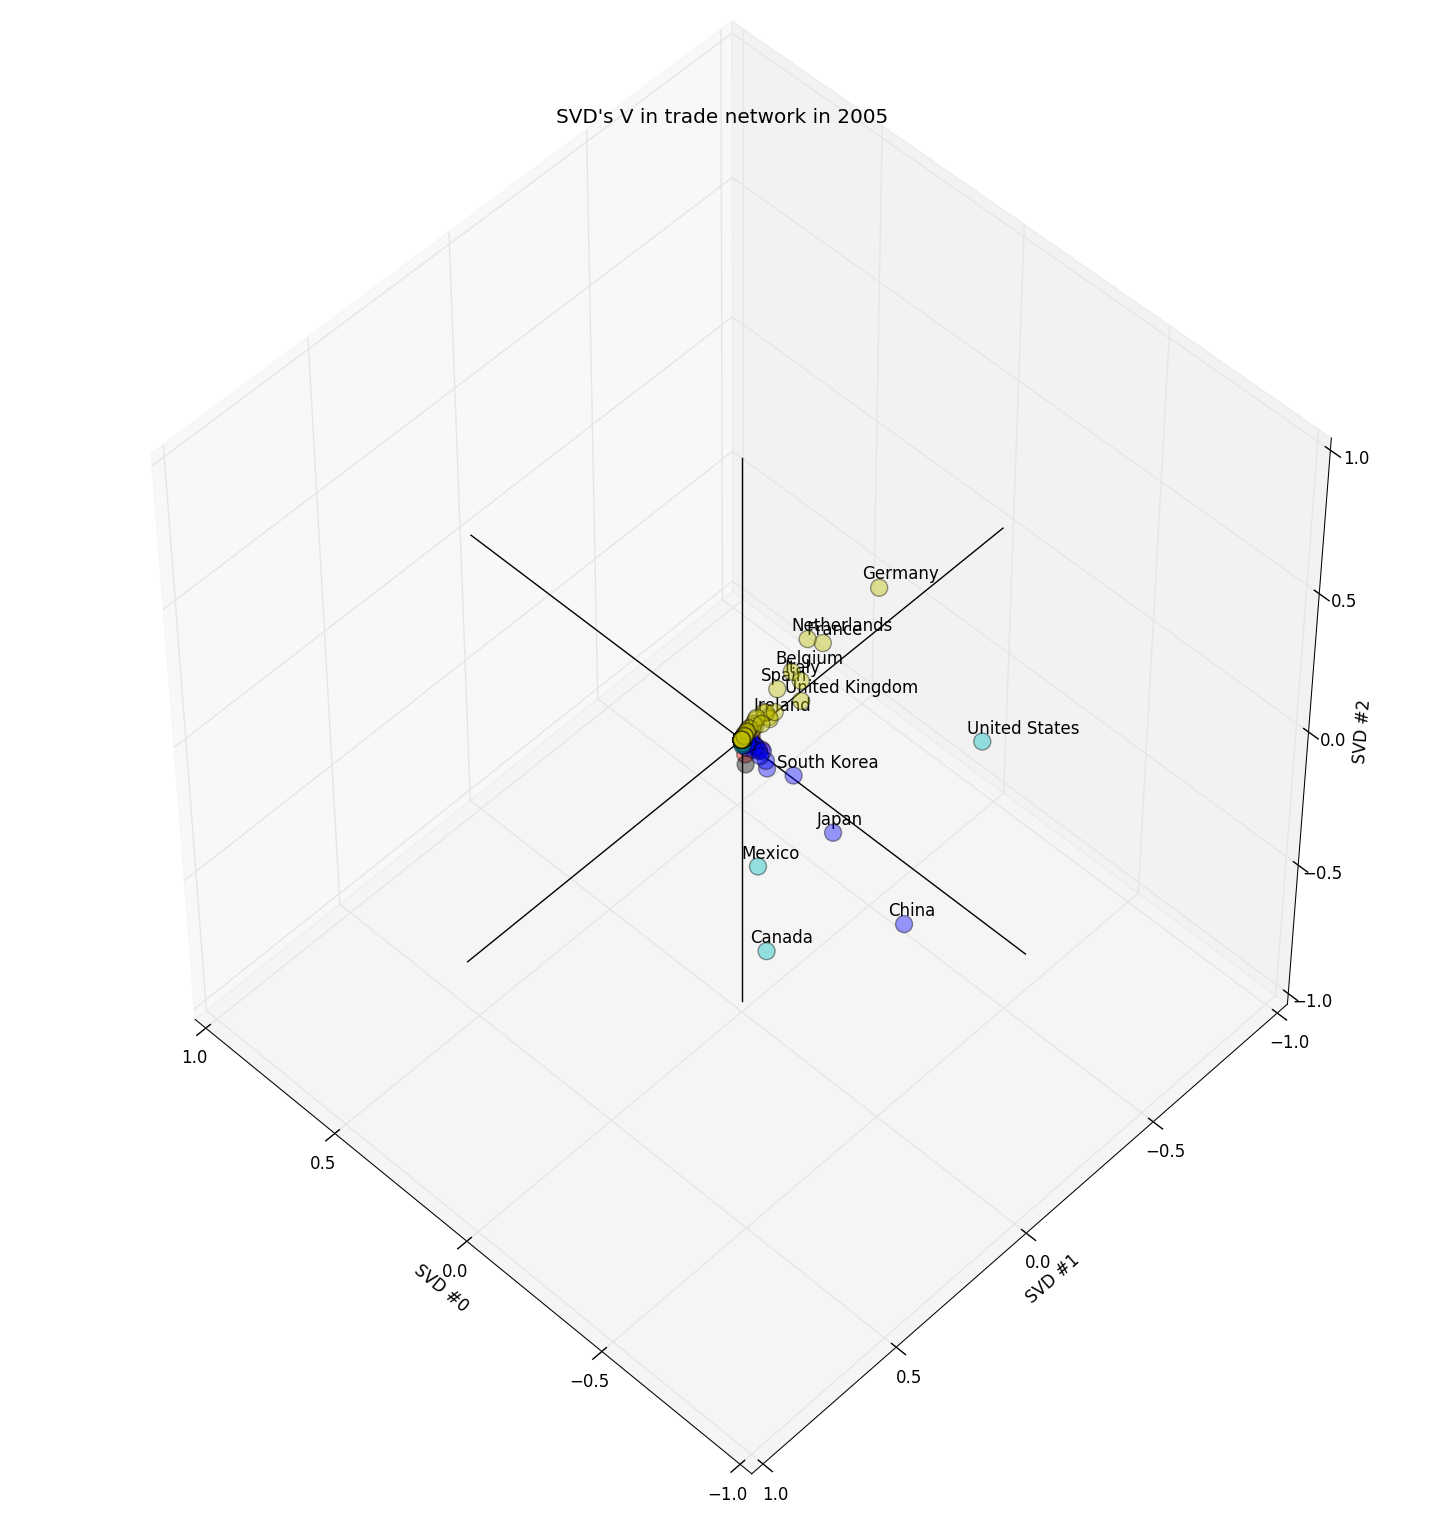 SVD's V in trade network in 2005
1.0
Germany
0.5
Netherlands
France
Belgium
Italy
Spain
United Kingdom
Ireland
United States
0.0
SVD #2
South Korea
Japan
Mexico
−0.5
China
Canada
−1.0
−1.0
1.0
−0.5
0.5
0.0
SVD #0
0.0
SVD #1
−0.5
0.5
−1.0
1.0